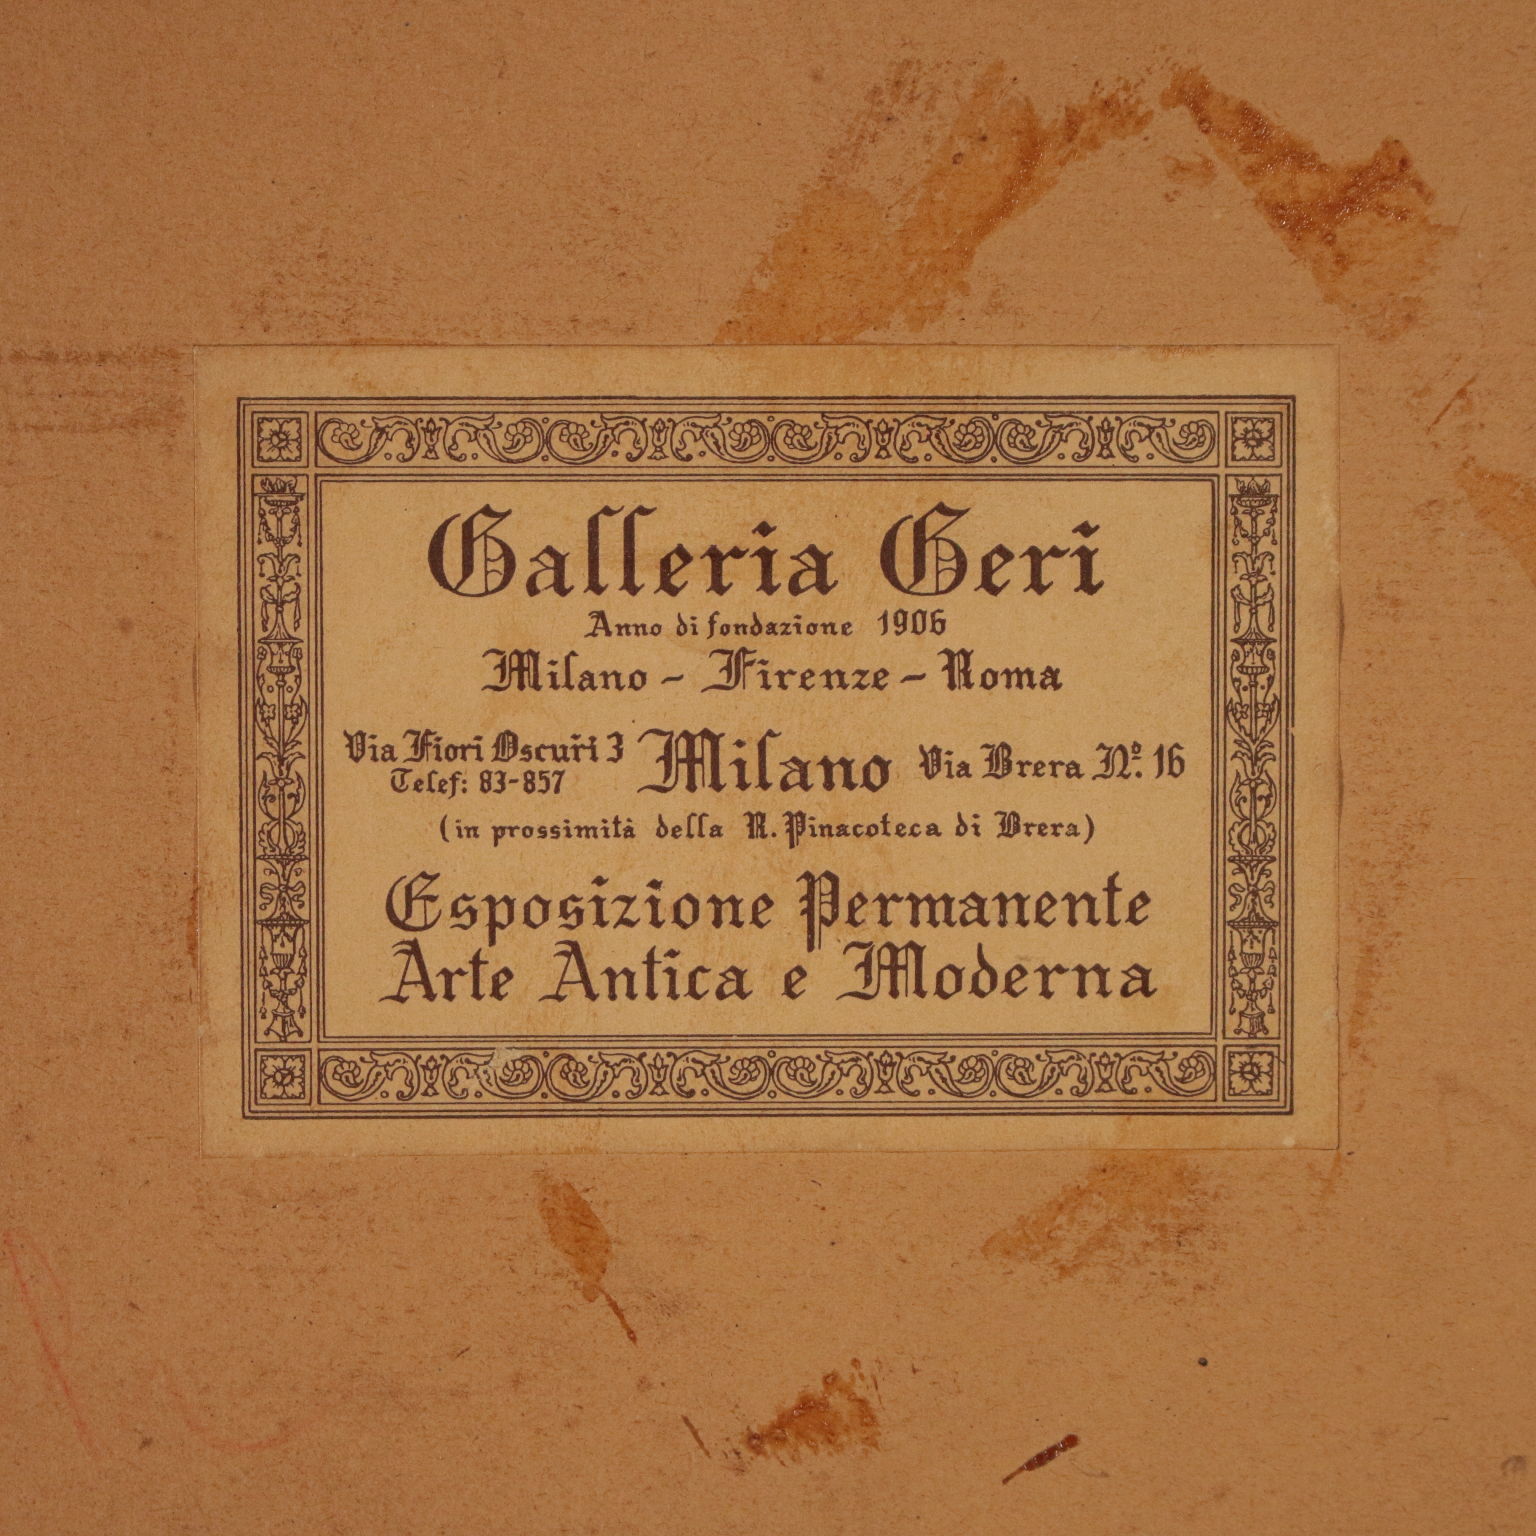 Galleria Geri
Anno di fondazione 1906
Milano - Firenze - Roma
Via Fiori Oscuri 3 Milano Via Brera Nº. 16
Telef: 83-857
(in prossimità della R. Pinacoteca di Brera)
Esposizione Permanente
Arte Antica e Moderna